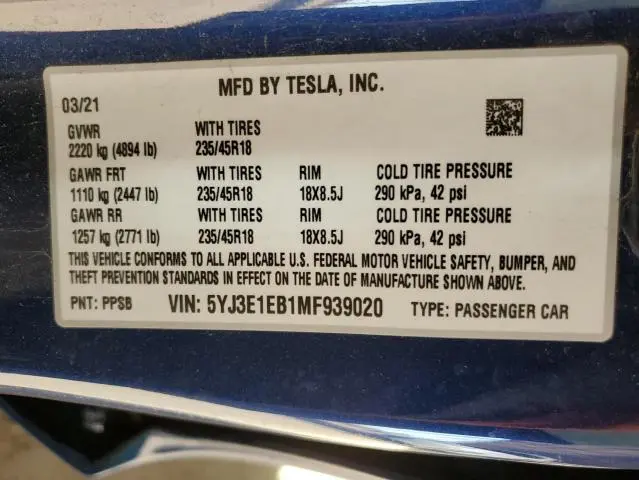 MFD BY TESLA, INC.
03/21
GVWR WITH TIRES
2220 kg (4894 lb) 235/45R18
GAWR FRT WITH TIRES RIM COLD TIRE PRESSURE
1110 kg (2447 lb) 235/45R18 18X8.5J 290 kPa, 42 psi
GAWR RR WITH TIRES RIM COLD TIRE PRESSURE
1257 kg (2771 lb) 235/45R18 18X8.5J 290 kPa, 42 psi
THIS VEHICLE CONFORMS TO ALL APPLICABLE U.S. FEDERAL MOTOR VEHICLE SAFETY, BUMPER, AND
THEFT PREVENTION STANDARDS IN EFFECT ON THE DATE OF MANUFACTURE SHOWN ABOVE.
PNT: PPSB VIN: 5YJ3E1EB1MF939020 TYPE: PASSENGER CAR